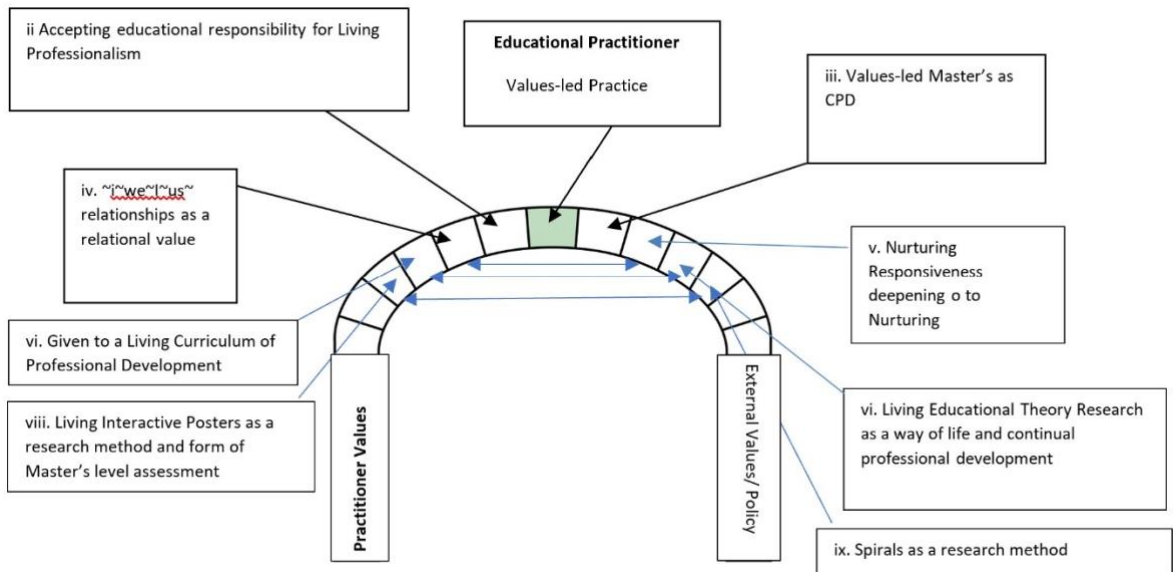 ii Accepting educational responsibility for Living
Professionalism
Educational Practitioner
Values-led Practice
iii. Values-led Master's as
CPD
iv. ~i~we~I~us~
relationships as a
relational value
v. Nurturing
Responsiveness
deepening o to
Nurturing
vi. Given to a Living Curriculum of
Professional Development
viii. Living Interactive Posters as a
research method and form of
Master's level assessment
Practitioner Values
External Values/ Policy
vi. Living Educational Theory Research
as a way of life and continual
professional development
ix. Spirals as a research method